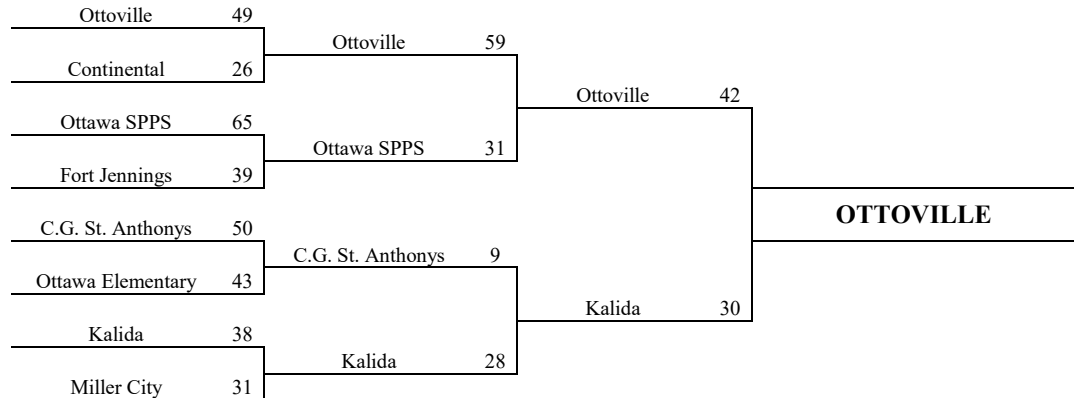 Ottoville 49
Ottoville 59
Continental 26
Ottoville 42
Ottawa SPPS 65
Ottawa SPPS 31
Fort Jennings 39
OTTOVILLE
C.G. St. Anthonys 50
C.G. St. Anthonys 9
Ottawa Elementary 43
Kalida 30
Kalida 38
Kalida 28
Miller City 31